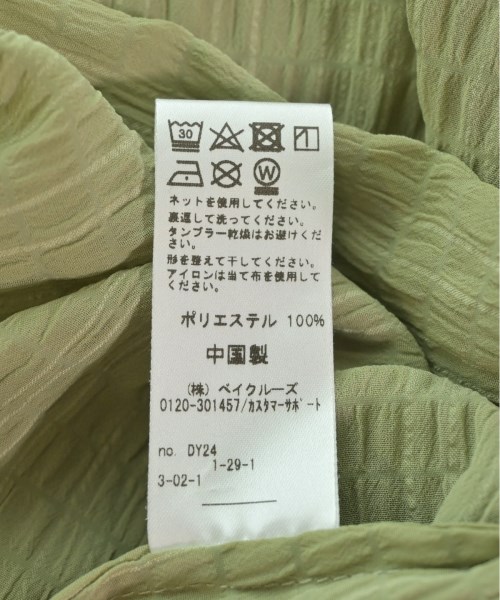 30
W
ネットを使用してください。
裏返して洗ってください。
タンブラー乾燥はお避けくだ
さい。
形を整えて干してください。
アイロンは当て布を使用して
ください。
ポリエステル 100%
中国製
(株) ベイクルーズ
0120-301457/カスタマーサポート
no. DY24
1-29-1
3-02-1